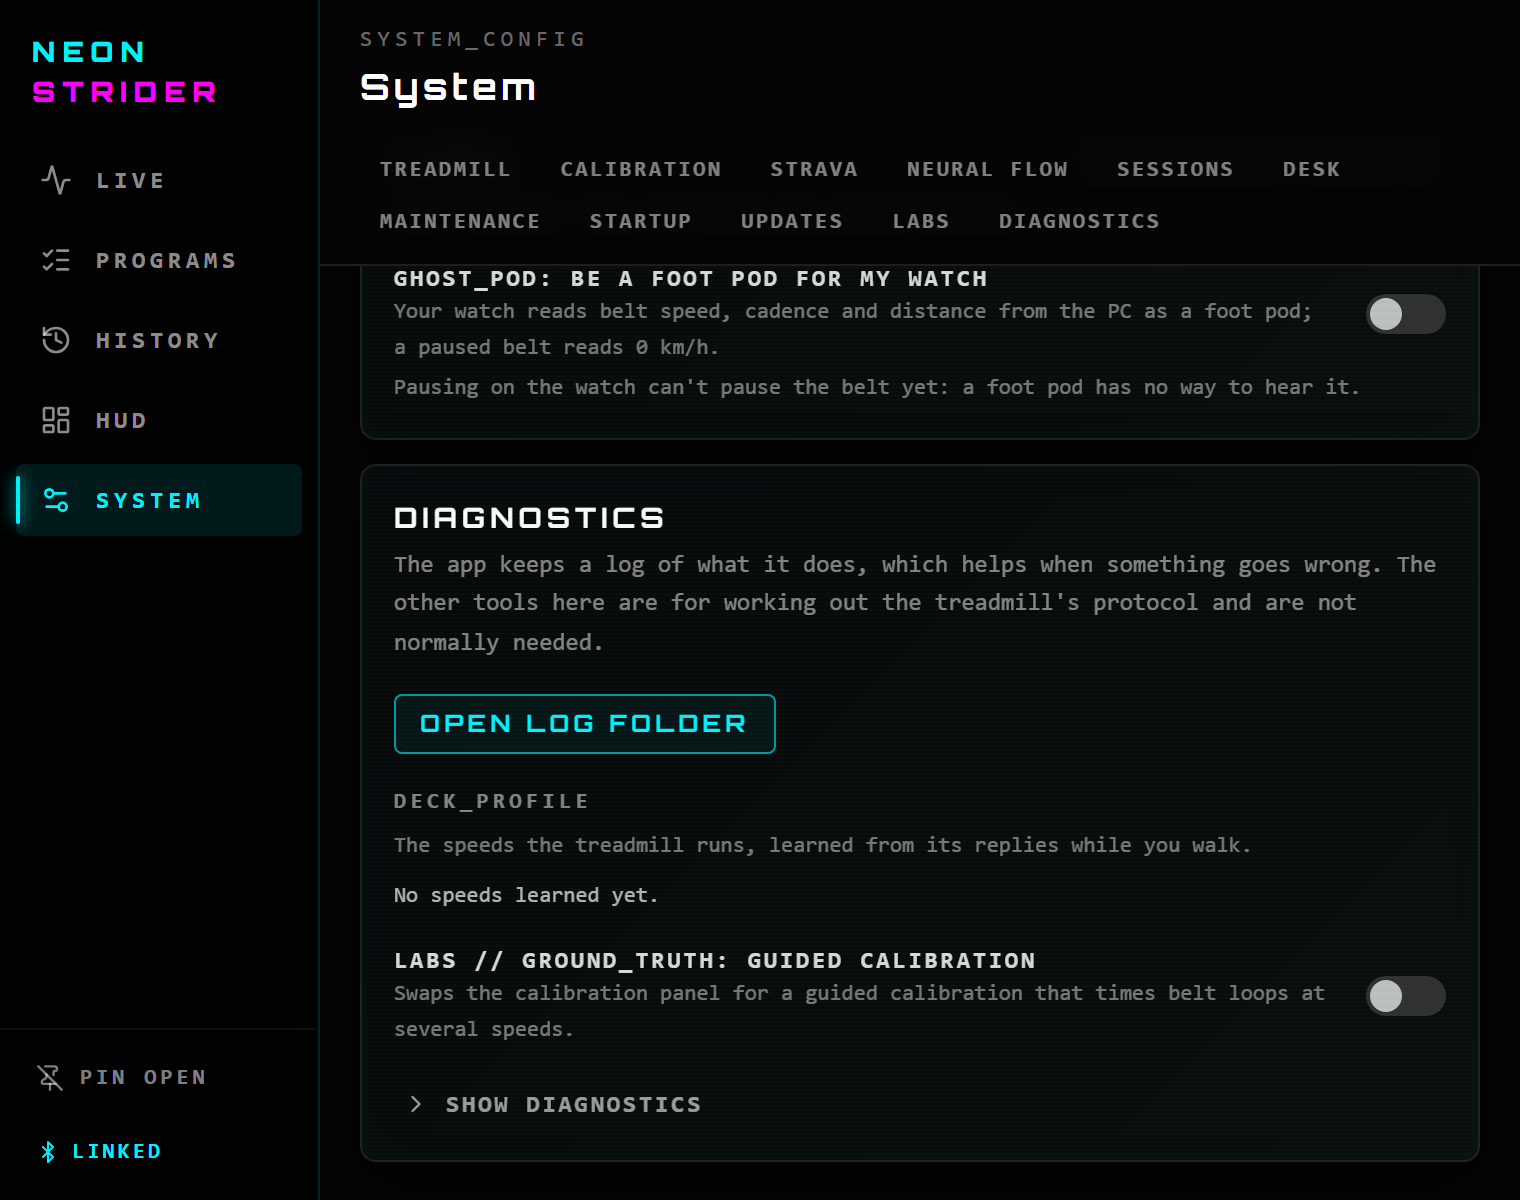 NEON
STRIDER
LIVE
PROGRAMS
HISTORY
HUD
SYSTEM
PIN OPEN
LINKED
SYSTEM_CONFIG
System
TREADMILL CALIBRATION STRAVA NEURAL FLOW SESSIONS DESK
MAINTENANCE STARTUP UPDATES LABS DIAGNOSTICS
GHOST_POD: BE A FOOT POD FOR MY WATCH
Your watch reads belt speed, cadence and distance from the PC as a foot pod;
a paused belt reads 0 km/h.
Pausing on the watch can't pause the belt yet: a foot pod has no way to hear it.
DIAGNOSTICS
The app keeps a log of what it does, which helps when something goes wrong. The
other tools here are for working out the treadmill's protocol and are not
normally needed.
OPEN LOG FOLDER
DECK_PROFILE
The speeds the treadmill runs, learned from its replies while you walk.
No speeds learned yet.
LABS // GROUND_TRUTH: GUIDED CALIBRATION
Swaps the calibration panel for a guided calibration that times belt loops at
several speeds.
SHOW DIAGNOSTICS